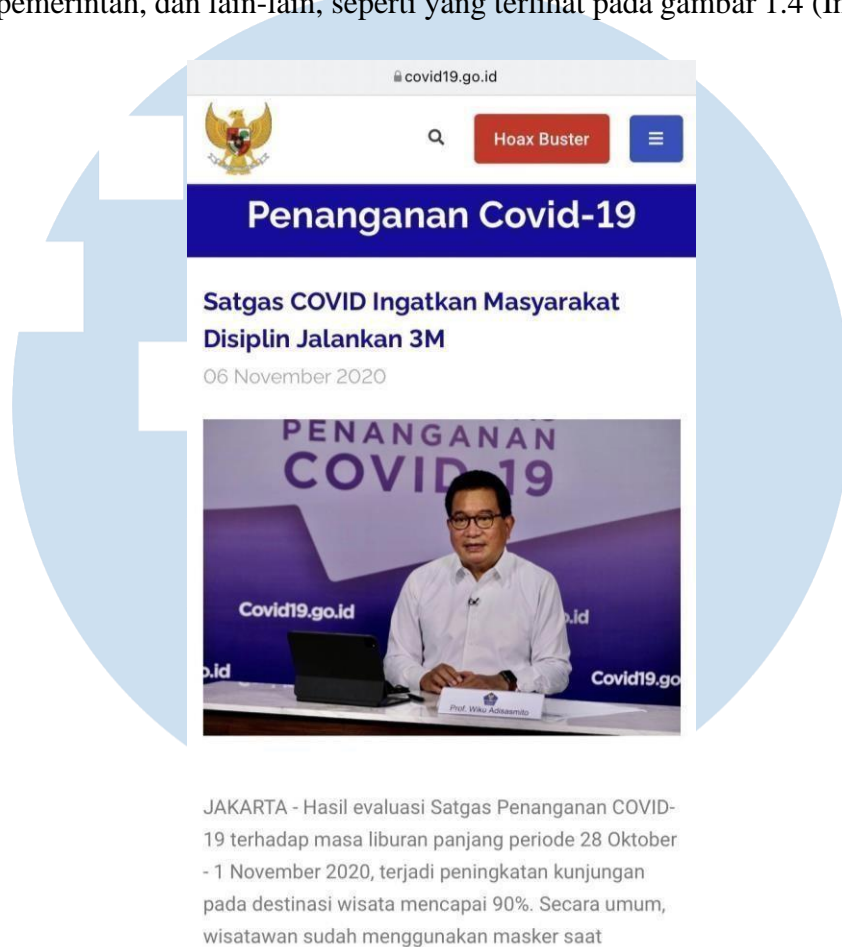 pemerintah, dan lain-lain, seperti yang terlihat pada gambar 1.4 (In
covid19.go.id
Hoax Buster
Penanganan Covid-19
Satgas COVID Ingatkan Masyarakat
Disiplin Jalankan 3M
06 November 2020
PENANGANAN
COVID-19
Covid19.go.id
o.id
o.id
Covid19.go
Prof. Wiku Adisasmito
JAKARTA - Hasil evaluasi Satgas Penanganan COVID-
19 terhadap masa liburan panjang periode 28 Oktober
- 1 November 2020, terjadi peningkatan kunjungan
pada destinasi wisata mencapai 90%. Secara umum,
wisatawan sudah menggunakan masker saat